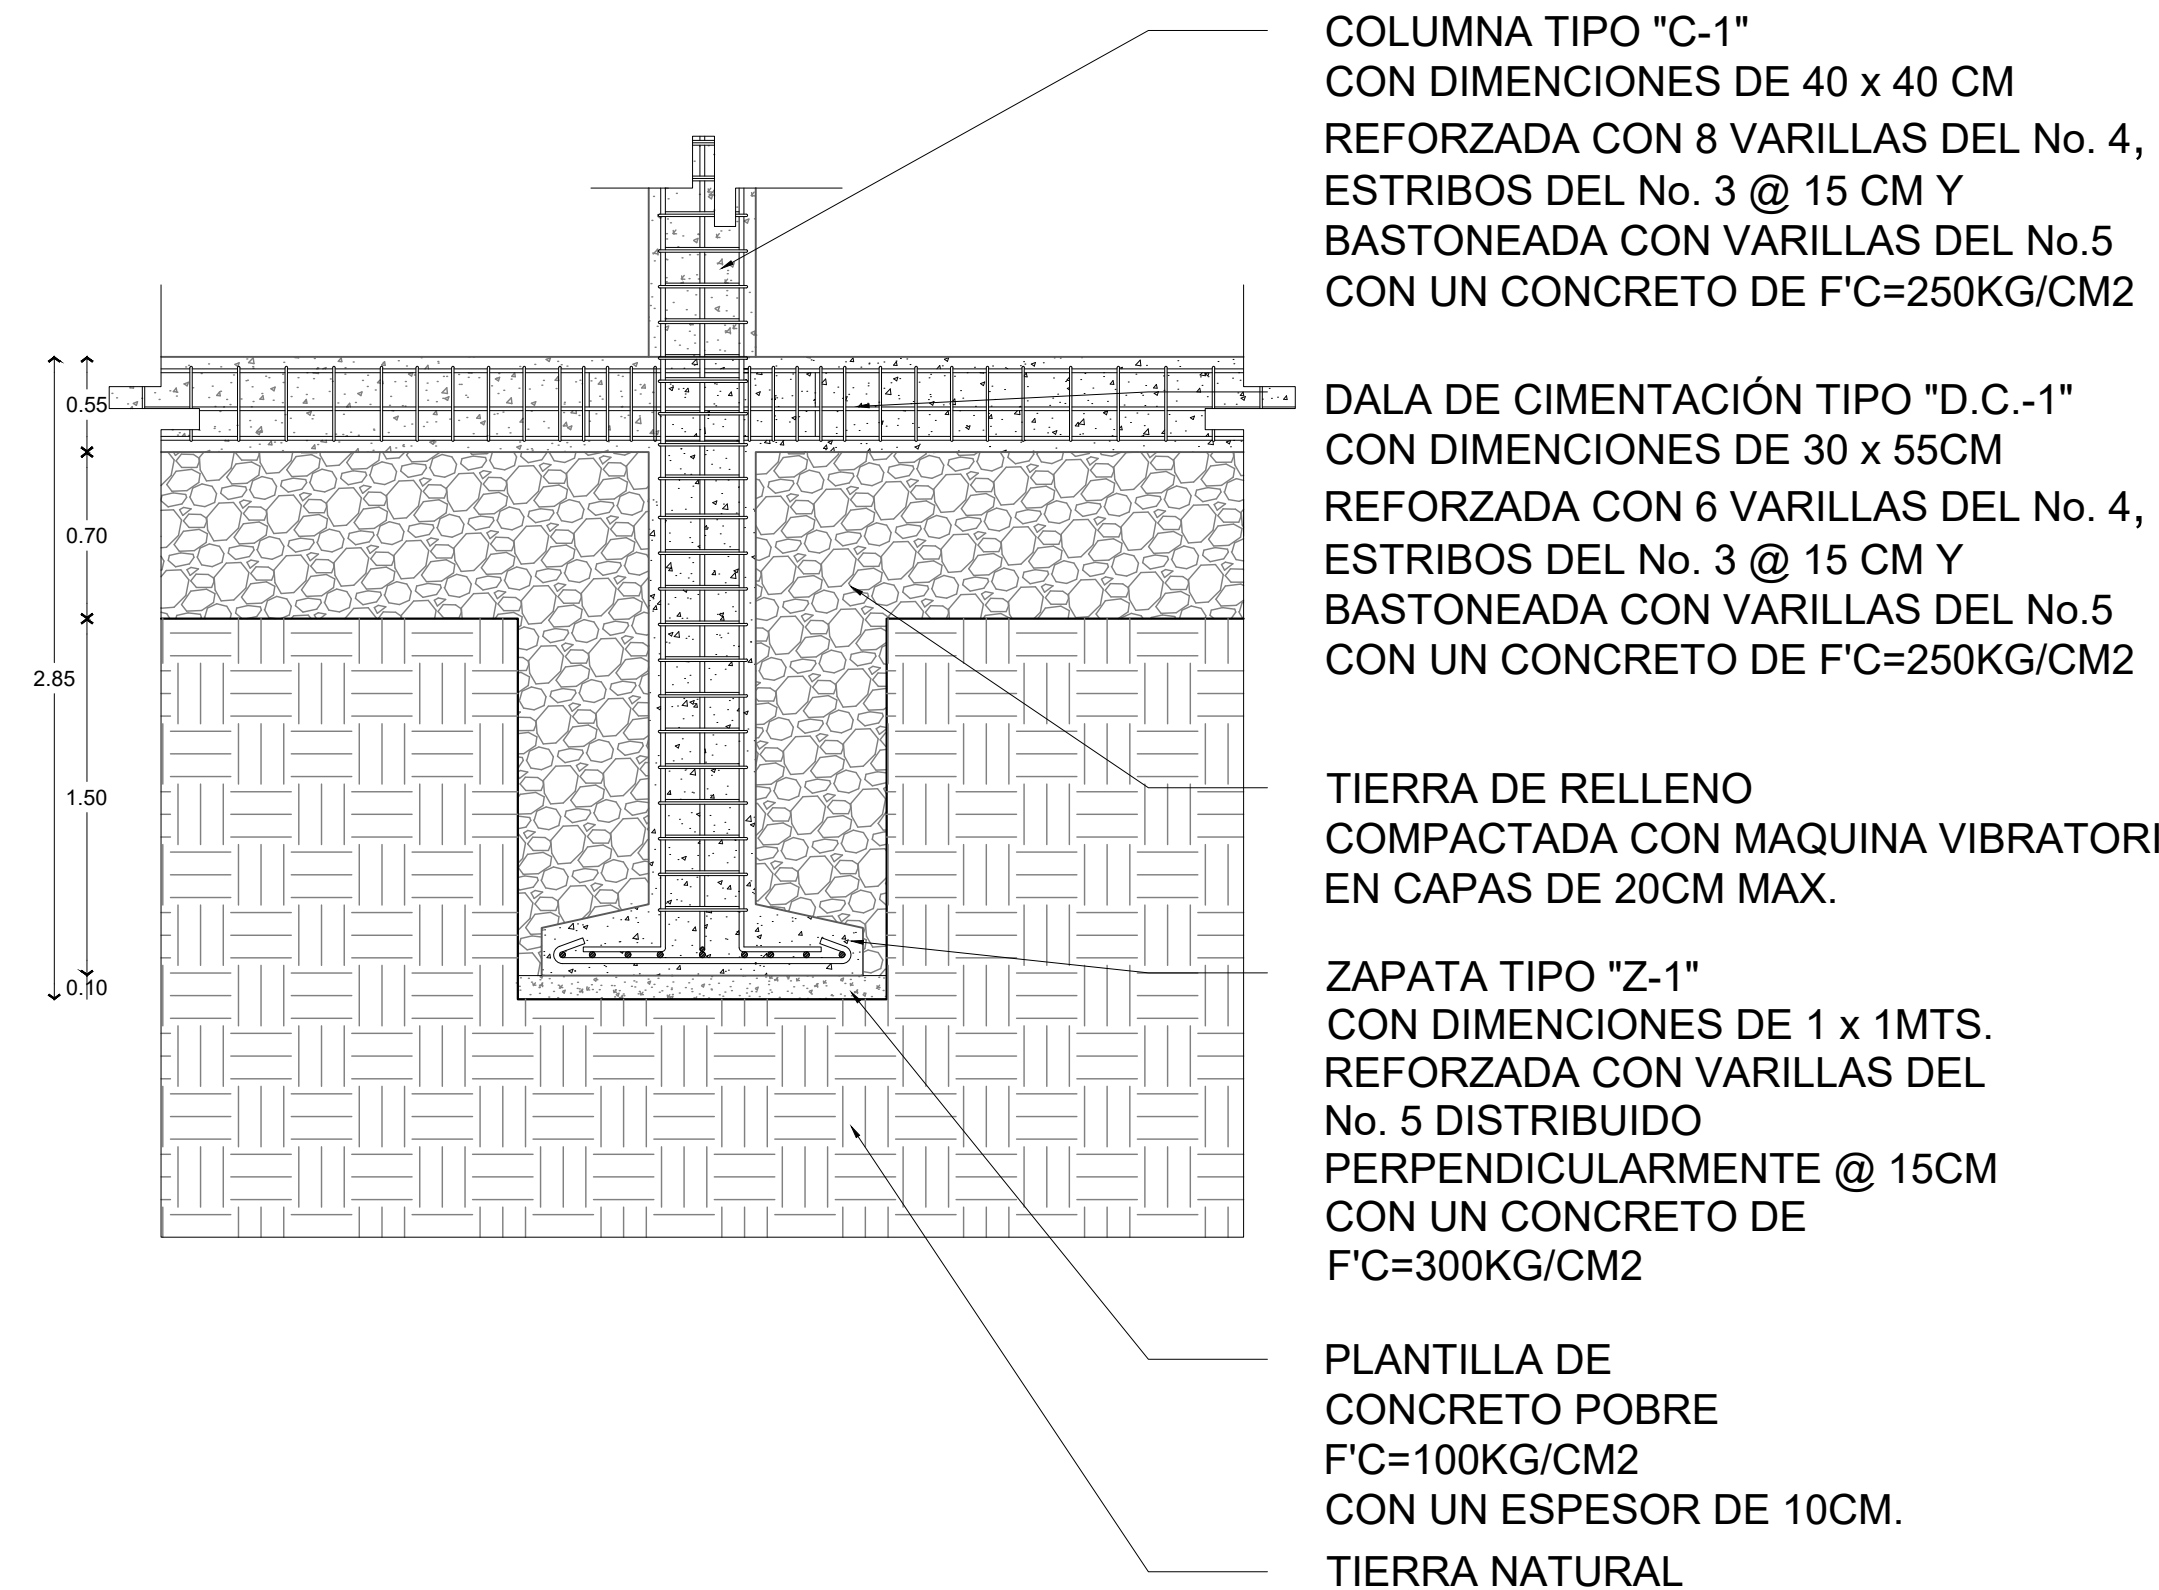 COLUMNA TIPO "C-1"
CON DIMENCIONES DE 40 x 40 CM
REFORZADA CON 8 VARILLAS DEL No. 4,
ESTRIBOS DEL No. 3 @ 15 CM Y
BASTONEADA CON VARILLAS DEL No.5
CON UN CONCRETO DE F'C=250KG/CM2
DALA DE CIMENTACIÓN TIPO "D.C.-1"
CON DIMENCIONES DE 30 x 55CM
REFORZADA CON 6 VARILLAS DEL No. 4,
ESTRIBOS DEL No. 3 @ 15 CM Y
BASTONEADA CON VARILLAS DEL No.5
CON UN CONCRETO DE F'C=250KG/CM2
TIERRA DE RELLENO
COMPACTADA CON MAQUINA VIBRATORI
EN CAPAS DE 20CM MAX.
ZAPATA TIPO "Z-1"
CON DIMENCIONES DE 1 x 1MTS.
REFORZADA CON VARILLAS DEL
No. 5 DISTRIBUIDO
PERPENDICULARMENTE @ 15CM
CON UN CONCRETO DE
F'C=300KG/CM2
PLANTILLA DE
CONCRETO POBRE
F'C=100KG/CM2
CON UN ESPESOR DE 10CM.
TIERRA NATURAL
0.55
0.70
2.85
1.50
0.10